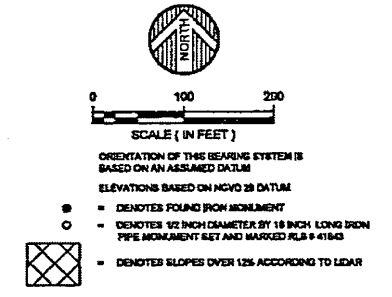 NORTH
0 100 200
SCALE ( IN FEET )
ORIENTATION OF THIS BEARING SYSTEM IS
BASED ON AN ASSUMED DATUM
ELEVATIONS BASED ON NGVD 29 DATUM
= DENOTES FOUND IRON MONUMENT
= DENOTES 1/2 INCH DIAMETER BY 18 INCH LONG IRON
PIPE MONUMENT SET AND MARKED RLS # 41643
= DENOTES SLOPES OVER 12% ACCORDING TO LIDAR